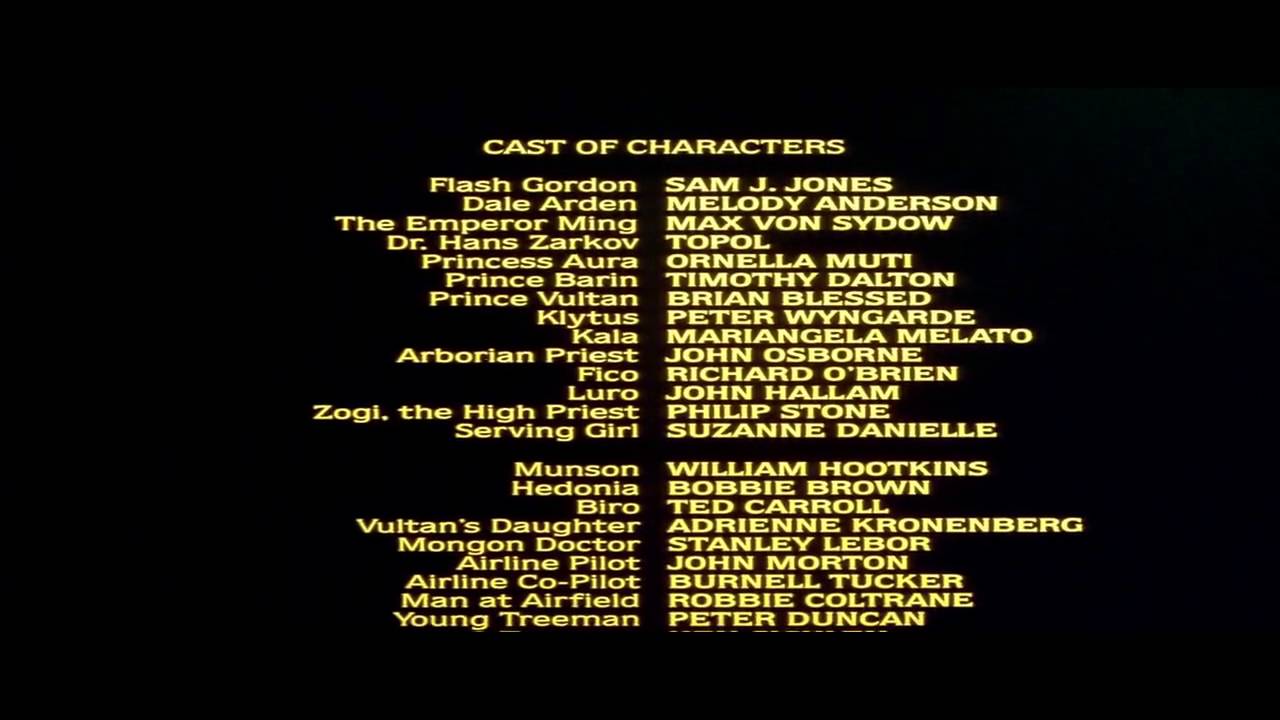 CAST OF CHARACTERS
Flash Gordon SAM J. JONES
Dale Arden MELODY ANDERSON
The Emperor Ming MAX VON SYDOW
Dr. Hans Zarkov TOPOL
Princess Aura ORNELLA MUTI
Prince Barin TIMOTHY DALTON
Prince Vultan BRIAN BLESSED
Klytus PETER WYNGARDE
Kala MARIANGELA MELATO
Arborian Priest JOHN OSBORNE
Fico RICHARD O'BRIEN
Luro JOHN HALLAM
Zogi, the High Priest PHILIP STONE
Serving Girl SUZANNE DANIELLE
Munson WILLIAM HOOTKINS
Hedonia BOBBIE BROWN
Biro TED CARROLL
Vultan's Daughter ADRIENNE KRONENBERG
Mongon Doctor STANLEY LEBOR
Airline Pilot JOHN MORTON
Airline Co-Pilot BURNELL TUCKER
Man at Airfield ROBBIE COLTRANE
Young Treeman PETER DUNCAN